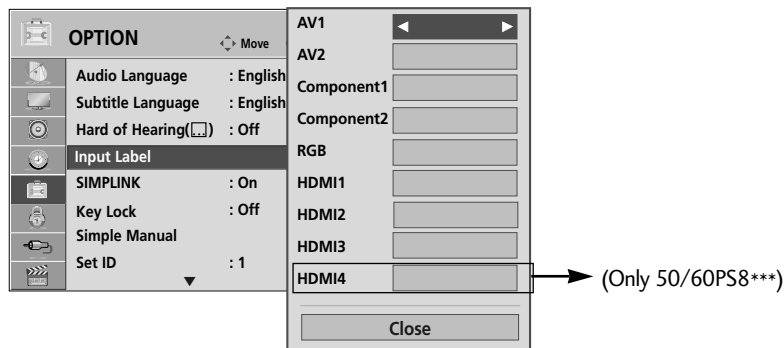 OPTION
Move
Audio Language : English
Subtitle Language : English
Hard of Hearing( ) : Off
Input Label
SIMPLINK : On
Key Lock : Off
Simple Manual
Set ID : 1
AV1
AV2
Component1
Component2
RGB
HDMI1
HDMI2
HDMI3
HDMI4
Close
(Only 50/60PS8***)